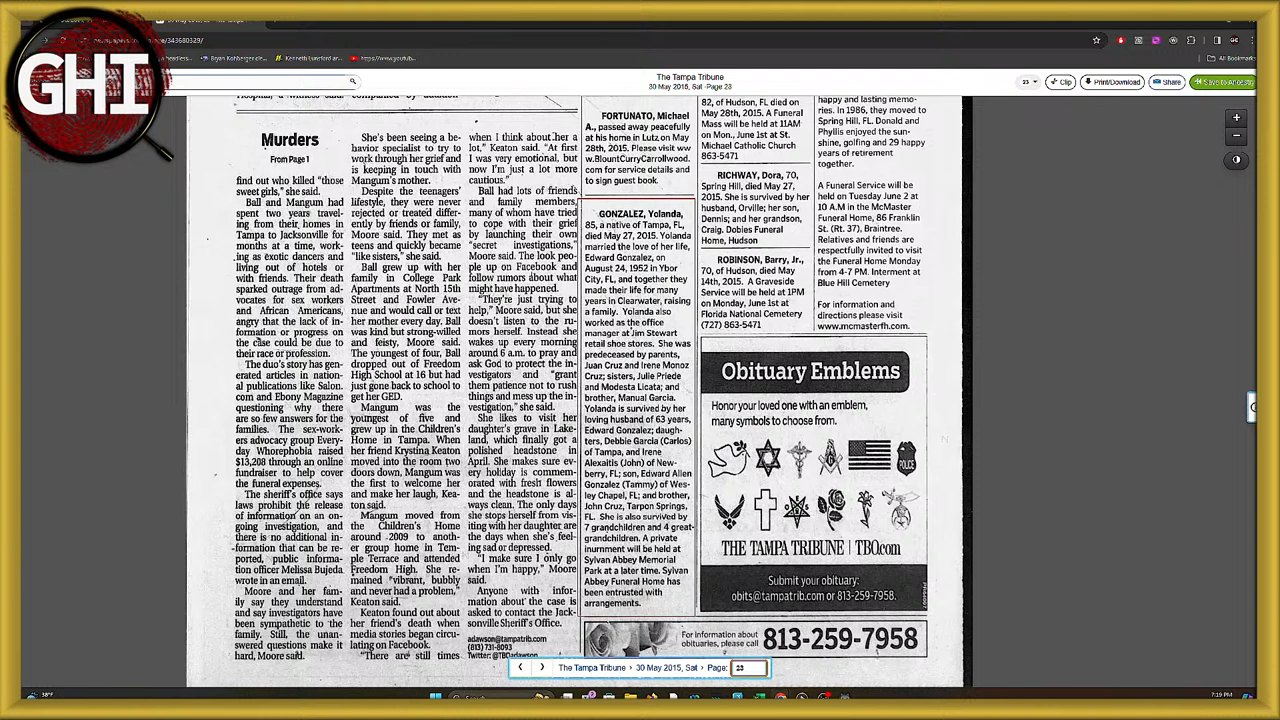 GHI
343680329/
Bryan Kohberger cle...
Kenneth Lunsford ar...
https://www.youtub...
All Bookmarks
The Tampa Tribune
30 May 2015, Sat • Page 23
23
Clip
Print/Download
Share
Save to Ancestry
Murders
From Page 1
find out who killed “those
sweet girls,” she said.
Ball and Mangum had
spent two years travel-
ing from their homes in
Tampa to Jacksonville for
months at a time, work-
ing as exotic dancers and
living out of hotels or
with friends. Their death
sparked outrage from ad-
vocates for sex workers
and African Americans,
angry that the lack of in-
formation or progress on
the case could be due to
their race or profession.
The duo’s story has gen-
erated articles in nation-
al publications like Salon.
com and Ebony Magazine
questioning why there
are so few answers for the
families. The sex-work-
ers advocacy group Every-
day Whorephobia raised
$13,208 through an online
fundraiser to help cover
the funeral expenses.
The sheriff’s office says
laws prohibit the release
of information on an on-
going investigation, and
there is no additional in-
formation that can be re-
ported, public informa-
tion officer Melissa Bujeda
wrote in an email.
Moore and her fam-
ily say they understand
and say investigators have
been sympathetic to the
family. Still, the unan-
swered questions make it
hard, Moore said.
She’s been seeing a be-
havior specialist to try to
work through her grief and
is keeping in touch with
Mangum’s mother.
Despite the teenagers’
lifestyle, they were never
rejected or treated differ-
ently by friends or family,
Moore said. They met as
teens and quickly became
“like sisters,” she said.
Ball grew up with her
family in College Park
Apartments at North 15th
Street and Fowler Ave-
nue and would call or text
her mother every day. Ball
was kind but strong-willed
and feisty, Moore said.
The youngest of four, Ball
dropped out of Freedom
High School at 16 but had
just gone back to school to
get her GED.
Mangum was the
youngest of five and
grew up in the Children’s
Home in Tampa. When
her friend Krystina Keaton
moved into the room two
doors down, Mangum was
the first to welcome her
and make her laugh, Kea-
ton said.
Mangum moved from
the Children’s Home
around 2009 to anoth-
er group home in Tem-
ple Terrace and attended
Freedom High. She re-
mained “vibrant, bubbly
and never had a problem,”
Keaton said.
Keaton found out about
her friend’s death when
media stories began circu-
lating on Facebook.
“There are still times
when I think about her a
lot,” Keaton said. “At first
I was very emotional, but
now I’m just a lot more
cautious.”
Ball had lots of friends
and family members,
many of whom have tried
to cope with their grief
by launching their own
“secret investigations,”
Moore said. The look peo-
ple up on Facebook and
follow rumors about what
might have happened.
“They’re just trying to
help,” Moore said, but she
doesn’t listen to the ru-
mors herself. Instead she
wakes up every morning
around 6 a.m. to pray and
ask God to protect the in-
vestigators and “grant
them patience not to rush
things and mess up the in-
vestigation,” she said.
She likes to visit her
daughter’s grave in Lake-
land, which finally got a
polished headstone in
April. She makes sure ev-
ery holiday is commem-
orated with fresh flowers
and the headstone is al-
ways clean. The only days
she stops herself from vis-
iting with her daughter are
the days when she’s feel-
ing sad or depressed.
“I make sure I only go
when I’m happy,” Moore
said.
Anyone with infor-
mation about the case is
asked to contact the Jack-
sonville Sheriff’s Office.
adawson@tampatrib.com
(813) 731-8093
Twitter: @TBOadawson
FORTUNATO, Michael
A., passed away peacefully
at his home in Lutz on May
28th, 2015. Please visit ww
w.BlountCurryCarrollwood.
com for service details and
to sign guest book.
GONZALEZ, Yolanda,
85, a native of Tampa, FL,
died May 27, 2015. Yolanda
married the love of her life,
Edward Gonzalez, on
August 24, 1952 in Ybor
City, FL, and together they
made their life for many
years in Clearwater, raising
a family. Yolanda also
worked as the office
manager at Jim Stewart
retail shoe stores. She was
predeceased by parents,
Juan Cruz and Irene Monoz
Cruz; sisters, Julie Priede
and Modesta Licata; and
brother, Manual Garcia.
Yolanda is survived by her
loving husband of 63 years,
Edward Gonzalez; daugh-
ters, Debbie Garcia (Carlos)
of Tampa, and Irene
Alexaitis (John) of New-
berry, FL; son, Edward Allen
Gonzalez (Tammy) of Wes-
ley Chapel, FL; and brother,
John Cruz, Tarpon Springs,
FL. She is also survived by
7 grandchildren and 4 great-
grandchildren. A private
inurnment will be held at
Sylvan Abbey Memorial
Park at a later time. Sylvan
Abbey Funeral Home has
been entrusted with
arrangements.
82, of Hudson, FL died on
May 28th, 2015. A Funeral
Mass will be held at 11AM
on Mon., June 1st at St.
Michael Catholic Church
863-5471
RICHWAY, Dora, 70,
Spring Hill, died May 27,
2015. She is survived by her
husband, Orville; her son,
Dennis; and her grandson,
Craig. Dobies Funeral
Home, Hudson
ROBINSON, Barry, Jr.,
70, of Hudson, died May
14th, 2015. A Graveside
Service will be held at 1PM
on Monday, June 1st at
Florida National Cemetery
(727) 863-5471
happy and lasting memo-
ries. In 1986, they moved to
Spring Hill, FL. Donald and
Phyllis enjoyed the sun-
shine, golfing and 29 happy
years of retirement
together.
A Funeral Service will be
held on Tuesday June 2 at
10 A.M in the McMaster
Funeral Home, 86 Franklin
St. (Rt. 37), Braintree.
Relatives and friends are
respectfully invited to visit
the Funeral Home Monday
from 4-7 PM. Interment at
Blue Hill Cemetery
For information and
directions please visit
www.mcmasterfh.com.
Obituary Emblems
Honor your loved one with an emblem,
many symbols to choose from.
POLICE
THE TAMPA TRIBUNE | TBO.com
Submit your obituary:
obits@tampatrib.com or 813-259-7958.
For information about
obituaries, please call
813-259-7958
The Tampa Tribune › 30 May 2015, Sat › Page: 23
58°F
7:19 PM